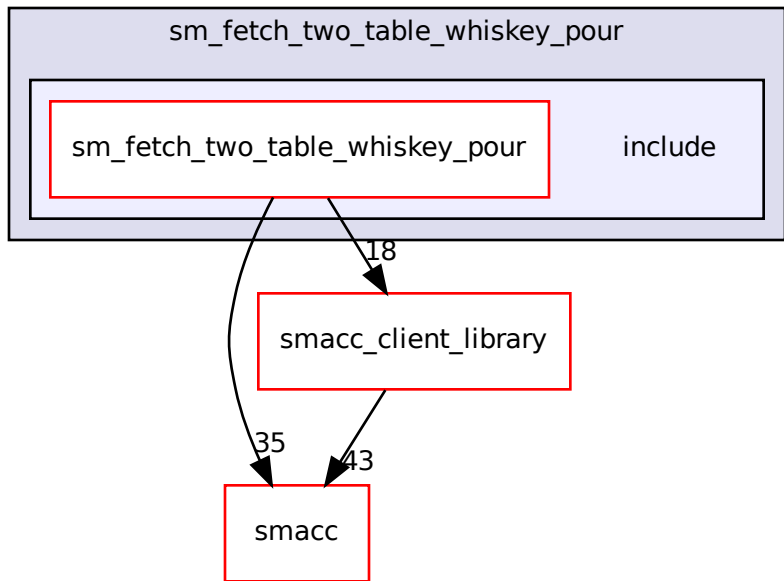 sm_fetch_two_table_whiskey_pour
sm_fetch_two_table_whiskey_pour
include
18
smacc_client_library
35
43
smacc